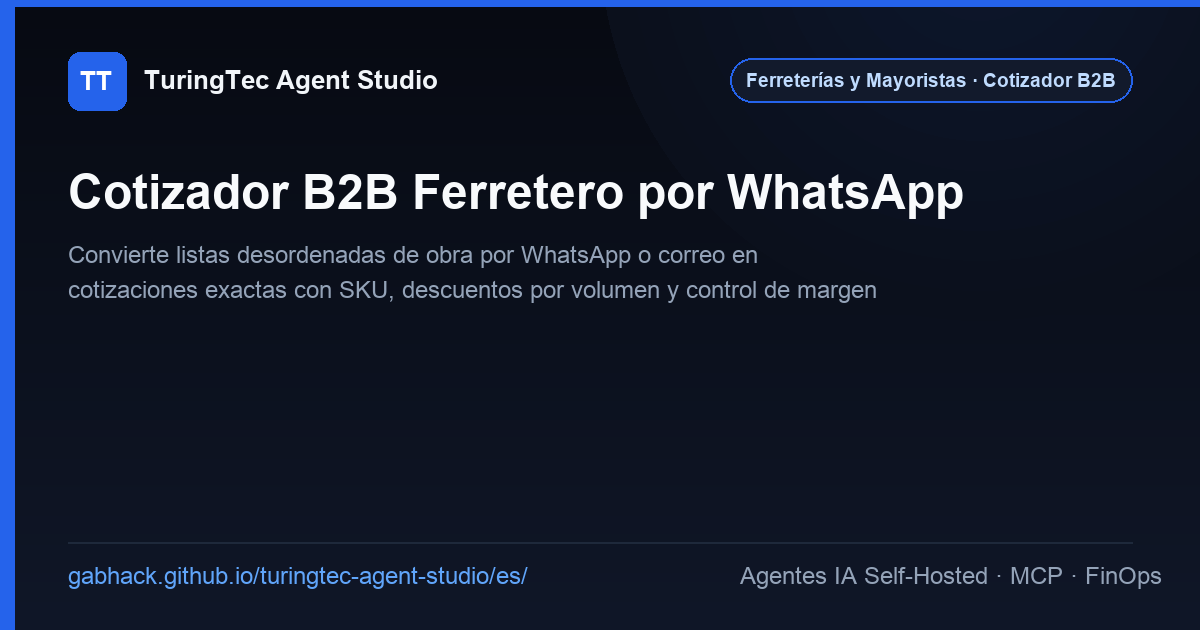 TT
TuringTec Agent Studio
Ferreterías y Mayoristas · Cotizador B2B
Cotizador B2B Ferretero por WhatsApp
Convierte listas desordenadas de obra por WhatsApp o correo en
cotizaciones exactas con SKU, descuentos por volumen y control de margen
gabhack.github.io/turingtec-agent-studio/es/
Agentes IA Self-Hosted · MCP · FinOps